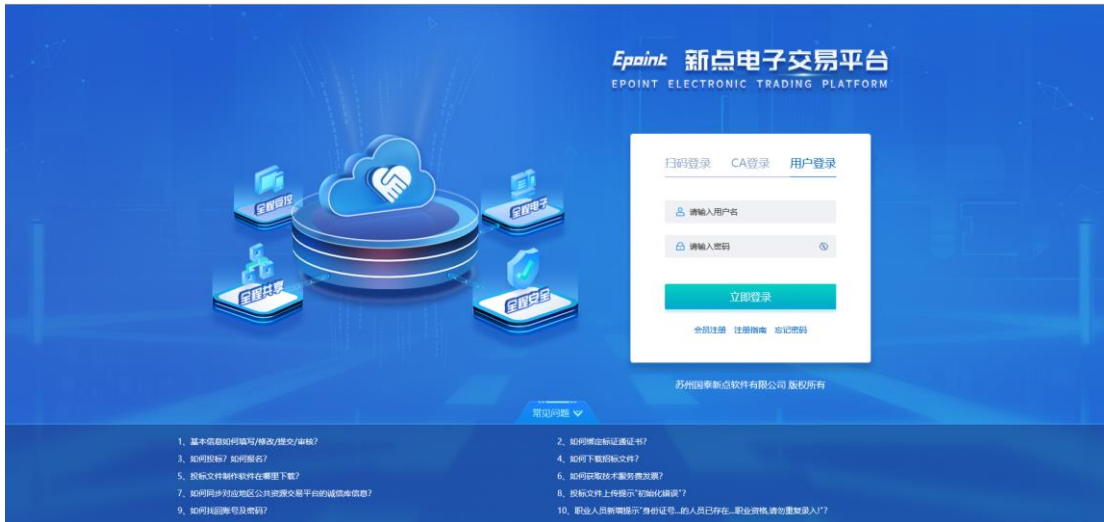 Epoint 新点电子交易平台
EPOINT ELECTRONIC TRADING PLATFORM
扫码登录 CA登录 用户登录
全程受控
全程电子
请输入用户名
请输入密码
全程共享
全程安全
立即登录
会员注册 注册指南 忘记密码
苏州国泰新点软件有限公司 版权所有
常见问题
1、基本信息如何填写/修改/提交/审核?
2、如何绑定标证通证书?
3、如何投标? 如何报名?
4、如何下载招标文件?
5、投标文件制作软件在哪里下载?
6、如何获取技术服务费发票?
7、如何同步对应地区公共资源交易平台的诚信库信息?
8、投标文件上传提示"初始化错误"?
9、如何找回账号及密码?
10、职业人员新增提示"身份证号...的人员已存在...职业资格,请勿重复录入!"?